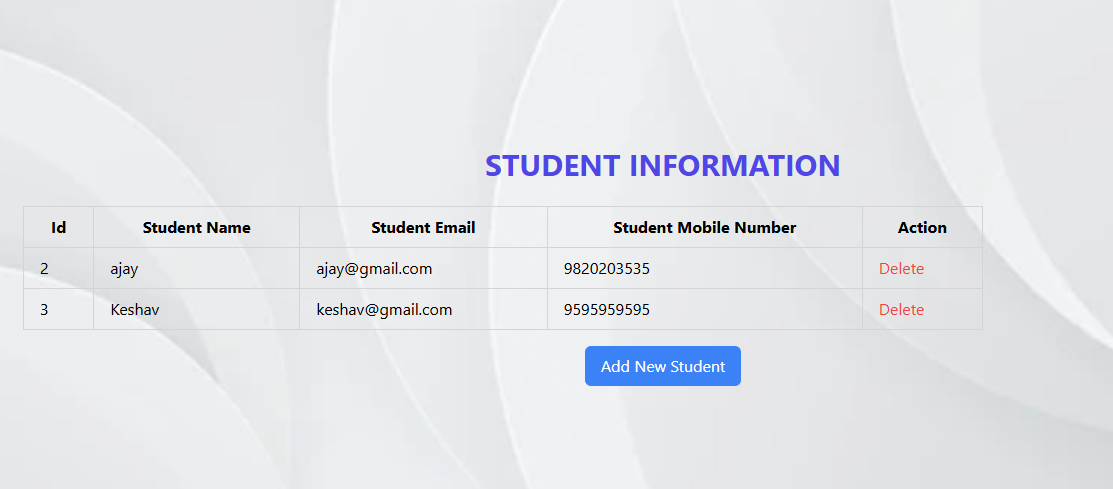 STUDENT INFORMATION
Id Student Name Student Email Student Mobile Number Action
2 ajay ajay@gmail.com 9820203535 Delete
3 Keshav keshav@gmail.com 9595959595 Delete
Add New Student